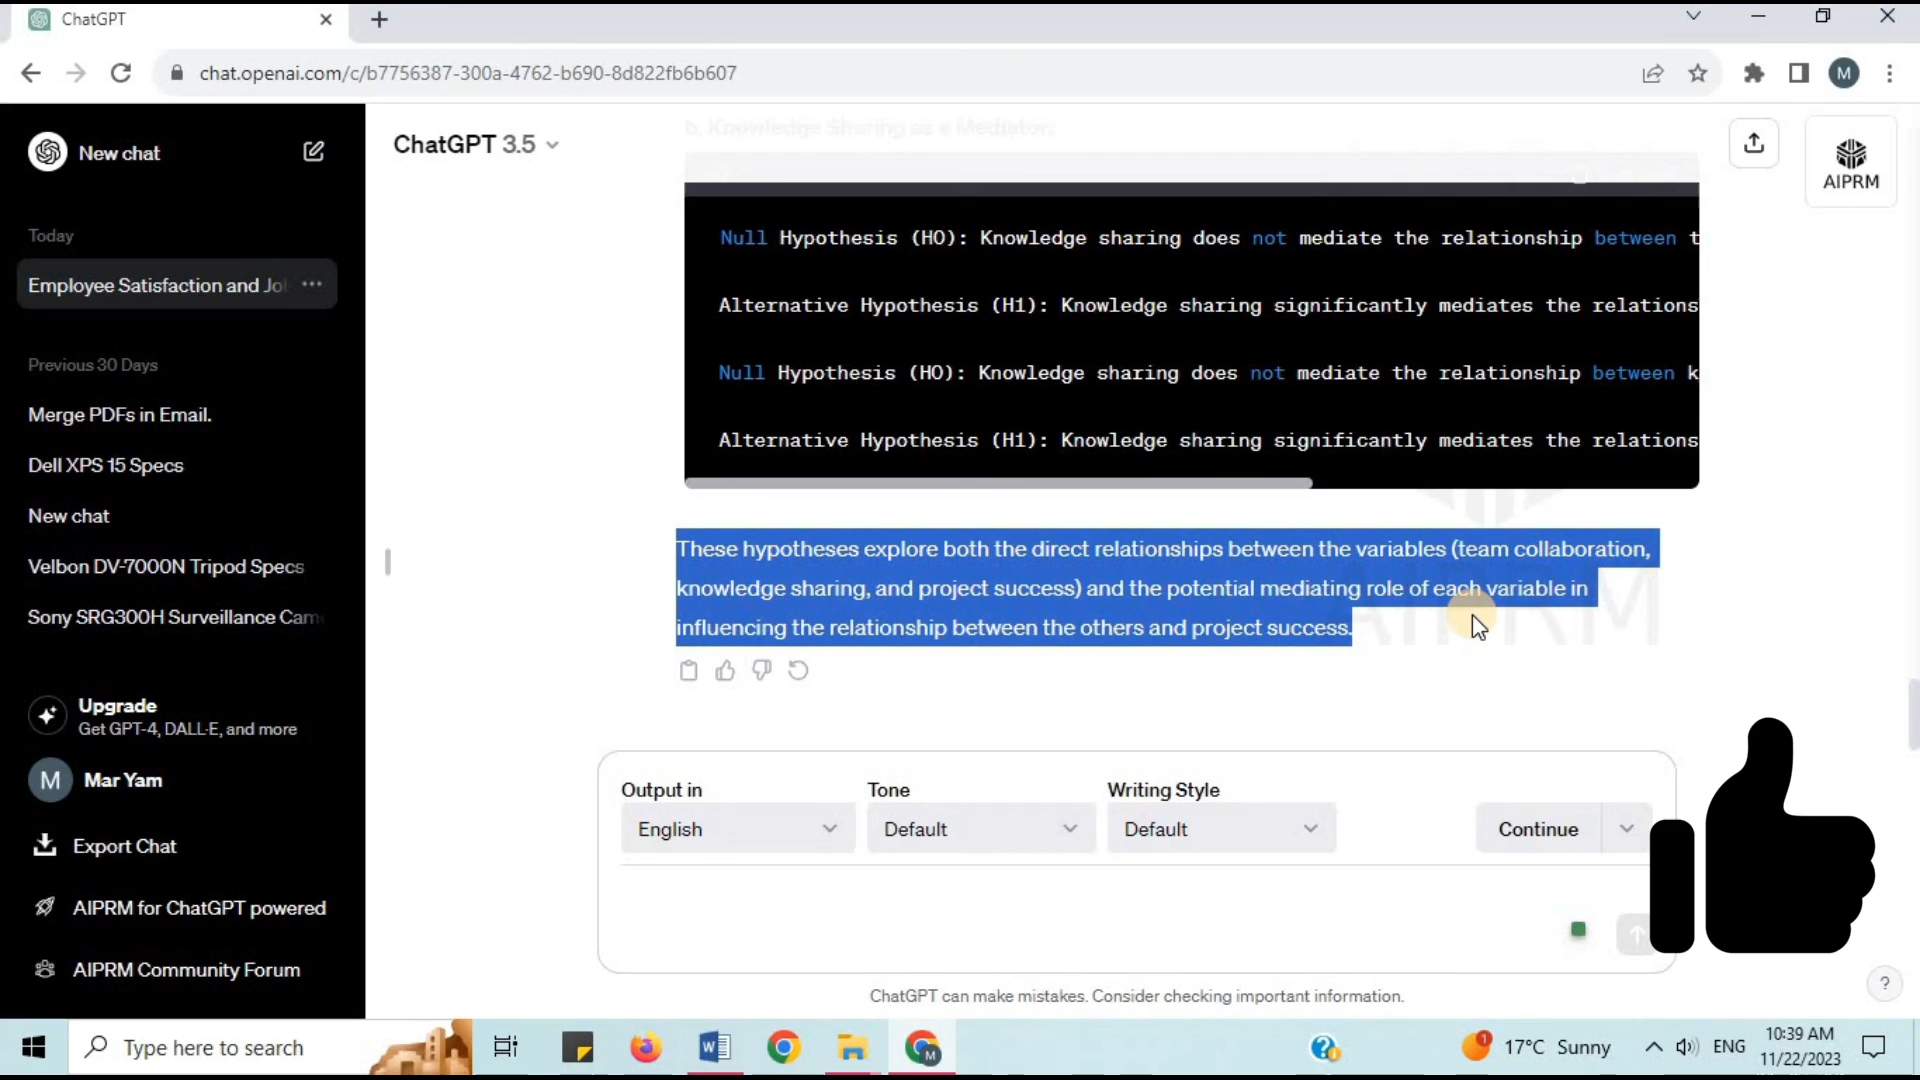 ChatGPT
chat.openai.com/c/b7756387-300a-4762-b690-8d822fb6b607
M
New chat
Today
Employee Satisfaction and Jo
Previous 30 Days
Merge PDFs in Email.
Dell XPS 15 Specs
New chat
Velbon DV-7000N Tripod Specs
Sony SRG300H Surveillance Cam
Upgrade
Get GPT-4, DALL·E, and more
M
Mar Yam
Export Chat
AIPRM for ChatGPT powered
AIPRM Community Forum
ChatGPT 3.5
AIPRM
b. Knowledge Sharing as a Mediator:
Null Hypothesis (H0): Knowledge sharing does not mediate the relationship between t
Alternative Hypothesis (H1): Knowledge sharing significantly mediates the relations
Null Hypothesis (H0): Knowledge sharing does not mediate the relationship between k
Alternative Hypothesis (H1): Knowledge sharing significantly mediates the relations
These hypotheses explore both the direct relationships between the variables (team collaboration,
knowledge sharing, and project success) and the potential mediating role of each variable in
influencing the relationship between the others and project success.
AIPRM
Output in
Tone
Writing Style
English
Default
Default
Continue
ChatGPT can make mistakes. Consider checking important information.
?
Type here to search
M
1
17°C Sunny
ENG
10:39 AM
11/22/2023